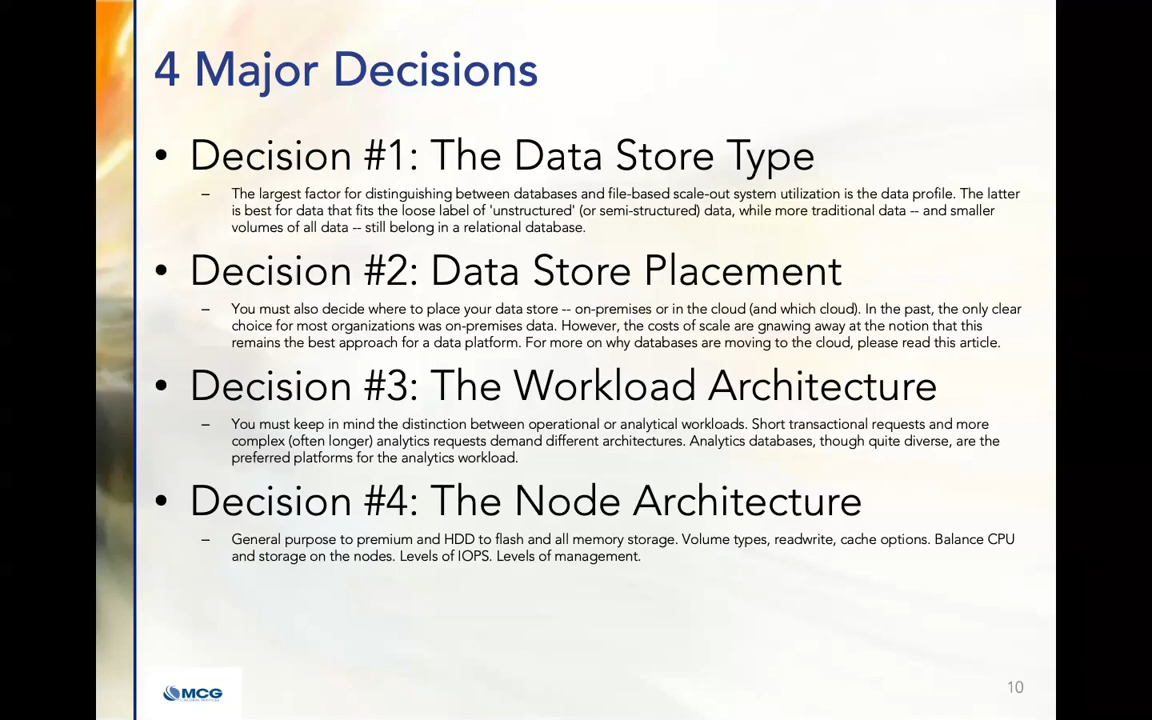 4 Major Decisions
• Decision #1: The Data Store Type
– The largest factor for distinguishing between databases and file-based scale-out system utilization is the data profile. The latter
is best for data that fits the loose label of 'unstructured' (or semi-structured) data, while more traditional data -- and smaller
volumes of all data -- still belong in a relational database.
• Decision #2: Data Store Placement
– You must also decide where to place your data store -- on-premises or in the cloud (and which cloud). In the past, the only clear
choice for most organizations was on-premises data. However, the costs of scale are gnawing away at the notion that this
remains the best approach for a data platform. For more on why databases are moving to the cloud, please read this article.
• Decision #3: The Workload Architecture
– You must keep in mind the distinction between operational or analytical workloads. Short transactional requests and more
complex (often longer) analytics requests demand different architectures. Analytics databases, though quite diverse, are the
preferred platforms for the analytics workload.
• Decision #4: The Node Architecture
– General purpose to premium and HDD to flash and all memory storage. Volume types, readwrite, cache options. Balance CPU
and storage on the nodes. Levels of IOPS. Levels of management.
MCG
10